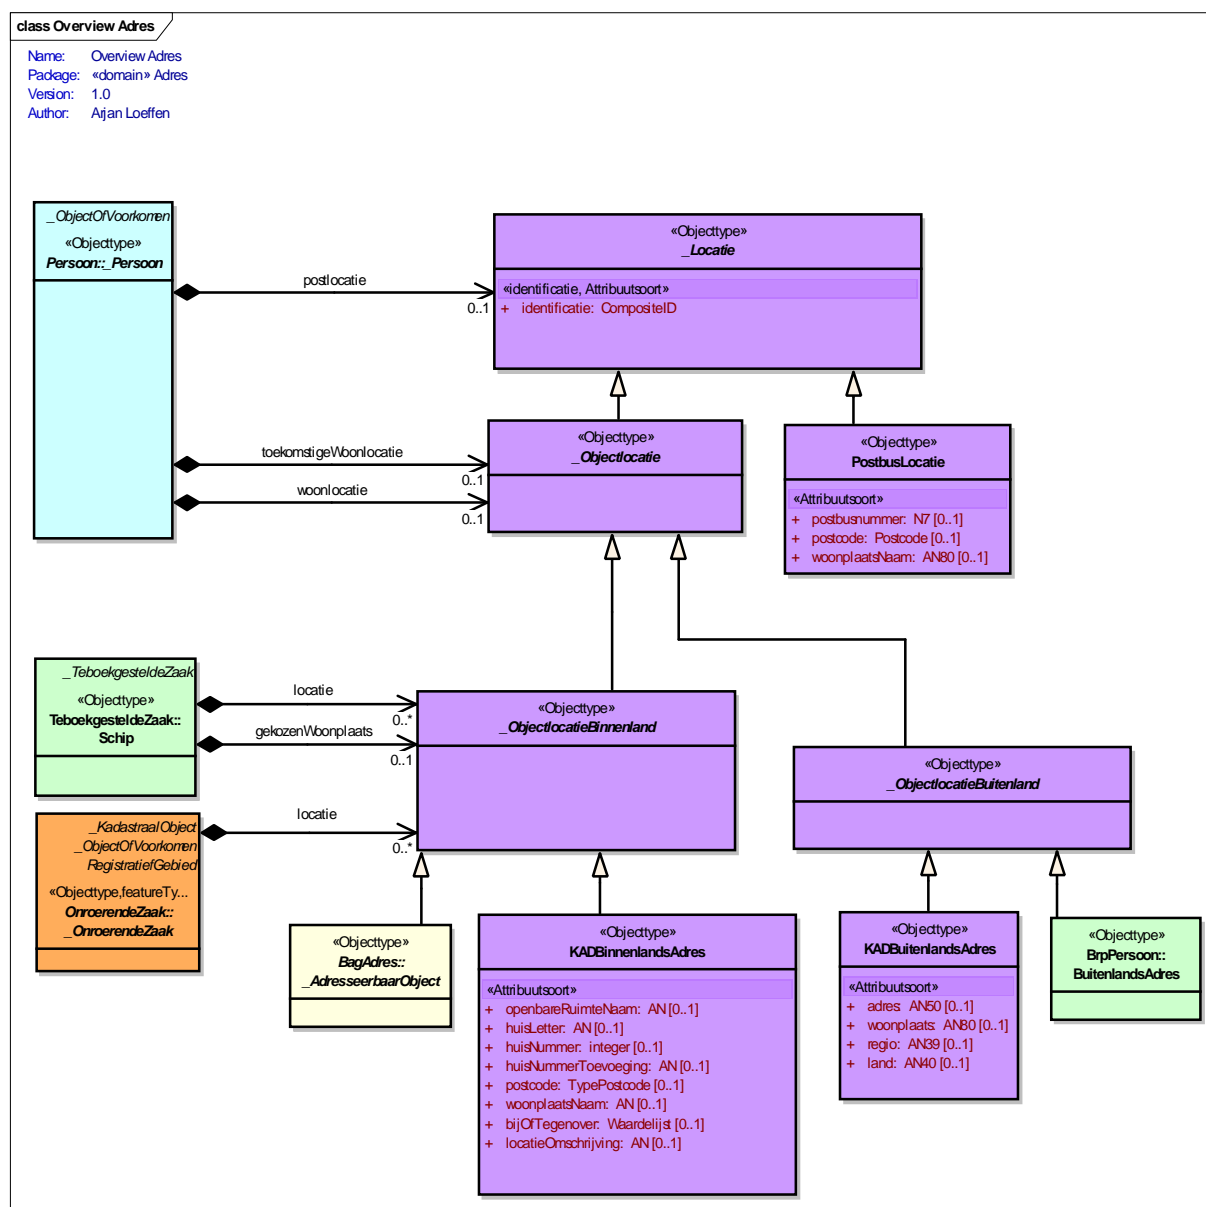 class Overview Adres
Name: Overview Adres
Package: «domain» Adres
Version: 1.0
Author: Arjan Loeffen
_ObjectOfVoorkomen
«Objecttype»
Persoon::_Persoon
postlocatie
0..1
«Objecttype»
_Locatie
«identificatie, Attribuutsoort»
+ identificatie: CompositeID
toekomstigeWoonlocatie
0..1
woonlocatie
0..1
«Objecttype»
_Objectlocatie
«Objecttype»
PostbusLocatie
«Attribuutsoort»
+ postbusnummer: N7 [0..1]
+ postcode: Postcode [0..1]
+ woonplaatsNaam: AN80 [0..1]
_TeboekgesteldeZaak
«Objecttype»
TeboekgesteldeZaak::
Schip
locatie
0..*
gekozenWoonplaats
0..1
«Objecttype»
_ObjectlocatieBinnenland
«Objecttype»
_ObjectlocatieBuitenland
_KadastraalObject
_ObjectOfVoorkomen
RegistratiefGebied
«Objecttype,featureTy...
OnroerendeZaak::
_OnroerendeZaak
locatie
0..*
«Objecttype»
BagAdres::
_AdresseerbaarObject
«Objecttype»
KADBinnenlandsAdres
«Attribuutsoort»
+ openbareRuimteNaam: AN [0..1]
+ huisLetter: AN [0..1]
+ huisNummer: integer [0..1]
+ huisNummerToevoeging: AN [0..1]
+ postcode: TypePostcode [0..1]
+ woonplaatsNaam: AN [0..1]
+ bijOfTegenover: Waardelijst [0..1]
+ locatieOmschrijving: AN [0..1]
«Objecttype»
KADBuitenlandsAdres
«Attribuutsoort»
+ adres: AN50 [0..1]
+ woonplaats: AN80 [0..1]
+ regio: AN39 [0..1]
+ land: AN40 [0..1]
«Objecttype»
BrpPersoon::
BuitenlandsAdres